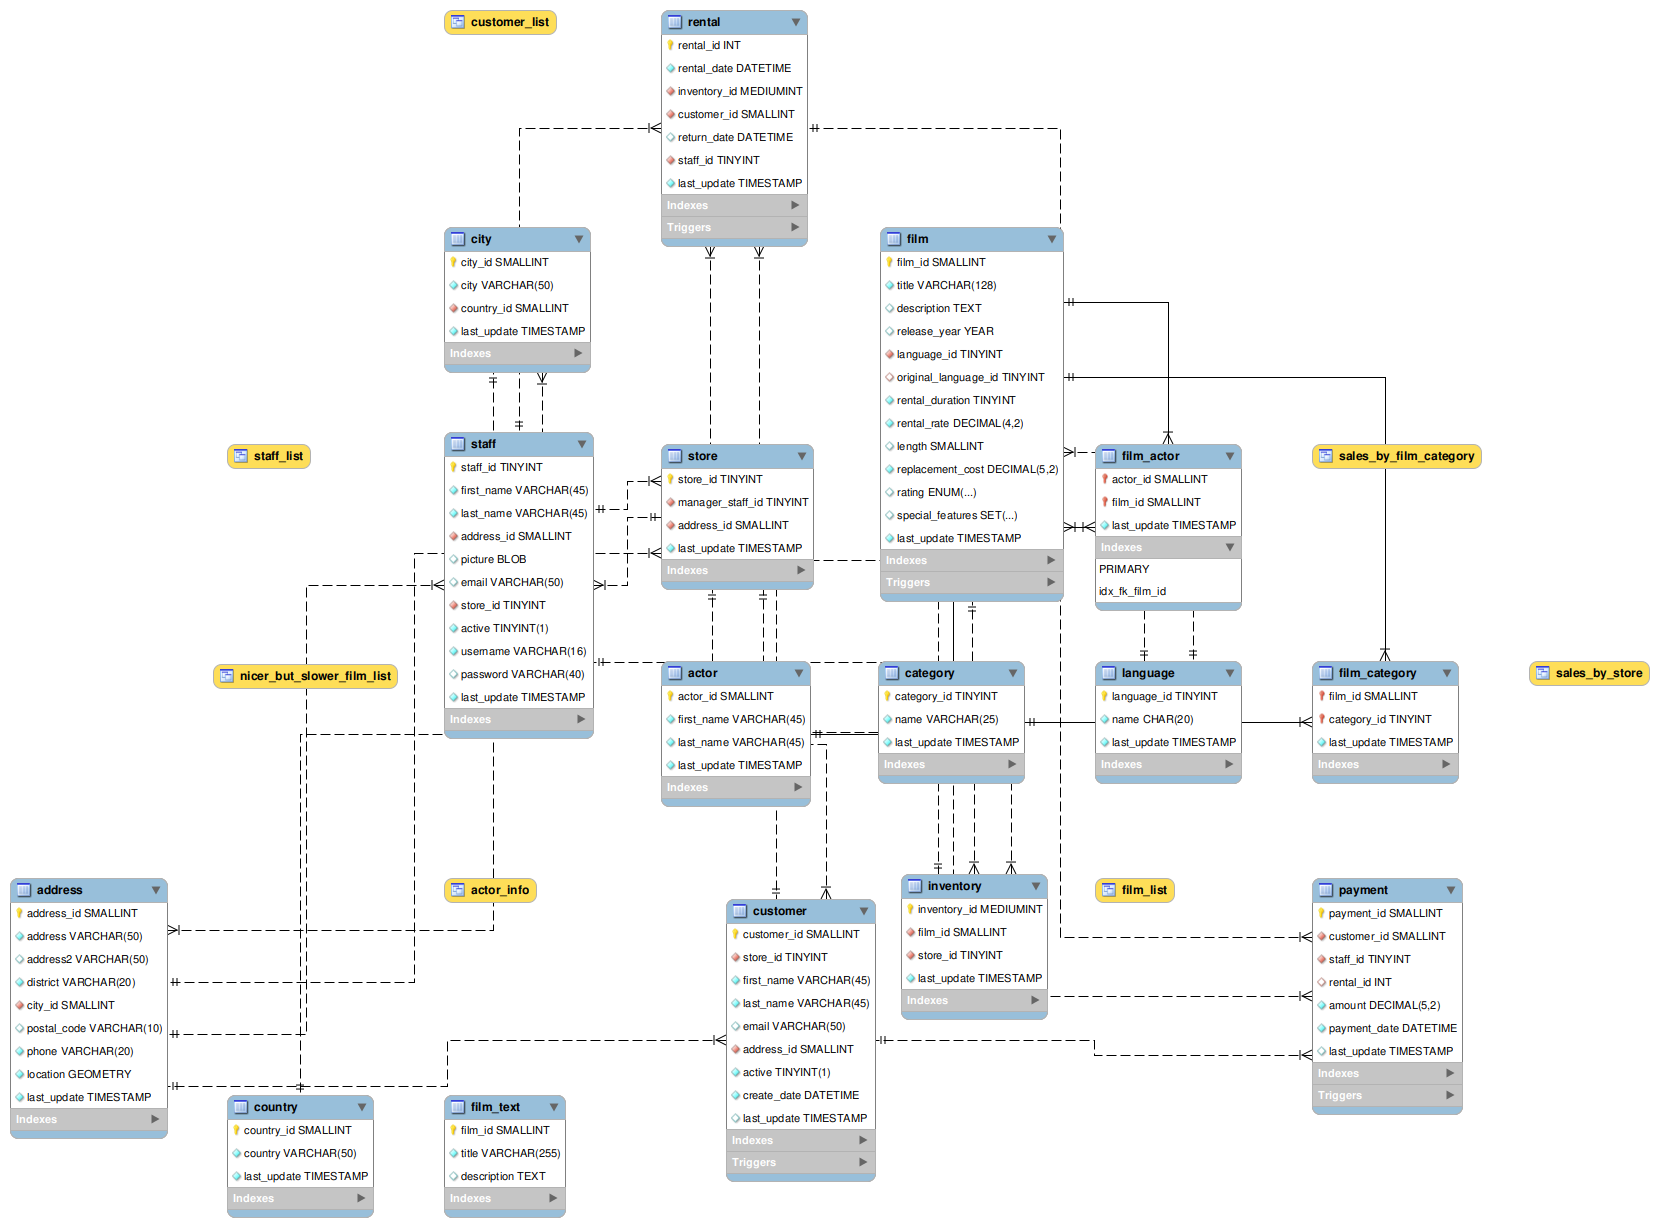 customer_list
rental
rental_id INT
rental_date DATETIME
inventory_id MEDIUMINT
customer_id SMALLINT
return_date DATETIME
staff_id TINYINT
last_update TIMESTAMP
Indexes
Triggers
city
city_id SMALLINT
city VARCHAR(50)
country_id SMALLINT
last_update TIMESTAMP
Indexes
film
film_id SMALLINT
title VARCHAR(128)
description TEXT
release_year YEAR
language_id TINYINT
original_language_id TINYINT
rental_duration TINYINT
rental_rate DECIMAL(4,2)
length SMALLINT
replacement_cost DECIMAL(5,2)
rating ENUM(...)
special_features SET(...)
last_update TIMESTAMP
Indexes
Triggers
staff_list
staff
staff_id TINYINT
first_name VARCHAR(45)
last_name VARCHAR(45)
address_id SMALLINT
picture BLOB
email VARCHAR(50)
store_id TINYINT
active TINYINT(1)
username VARCHAR(16)
password VARCHAR(40)
last_update TIMESTAMP
Indexes
store
store_id TINYINT
manager_staff_id TINYINT
address_id SMALLINT
last_update TIMESTAMP
Indexes
film_actor
actor_id SMALLINT
film_id SMALLINT
last_update TIMESTAMP
Indexes
PRIMARY
idx_fk_film_id
sales_by_film_category
nicer_but_slower_film_list
actor
actor_id SMALLINT
first_name VARCHAR(45)
last_name VARCHAR(45)
last_update TIMESTAMP
Indexes
category
category_id TINYINT
name VARCHAR(25)
last_update TIMESTAMP
Indexes
language
language_id TINYINT
name CHAR(20)
last_update TIMESTAMP
Indexes
film_category
film_id SMALLINT
category_id TINYINT
last_update TIMESTAMP
Indexes
sales_by_store
address
address_id SMALLINT
address VARCHAR(50)
address2 VARCHAR(50)
district VARCHAR(20)
city_id SMALLINT
postal_code VARCHAR(10)
phone VARCHAR(20)
location GEOMETRY
last_update TIMESTAMP
Indexes
actor_info
customer
customer_id SMALLINT
store_id TINYINT
first_name VARCHAR(45)
last_name VARCHAR(45)
email VARCHAR(50)
address_id SMALLINT
active TINYINT(1)
create_date DATETIME
last_update TIMESTAMP
Indexes
Triggers
inventory
inventory_id MEDIUMINT
film_id SMALLINT
store_id TINYINT
last_update TIMESTAMP
Indexes
film_list
payment
payment_id SMALLINT
customer_id SMALLINT
staff_id TINYINT
rental_id INT
amount DECIMAL(5,2)
payment_date DATETIME
last_update TIMESTAMP
Indexes
Triggers
country
country_id SMALLINT
country VARCHAR(50)
last_update TIMESTAMP
Indexes
film_text
film_id SMALLINT
title VARCHAR(255)
description TEXT
Indexes